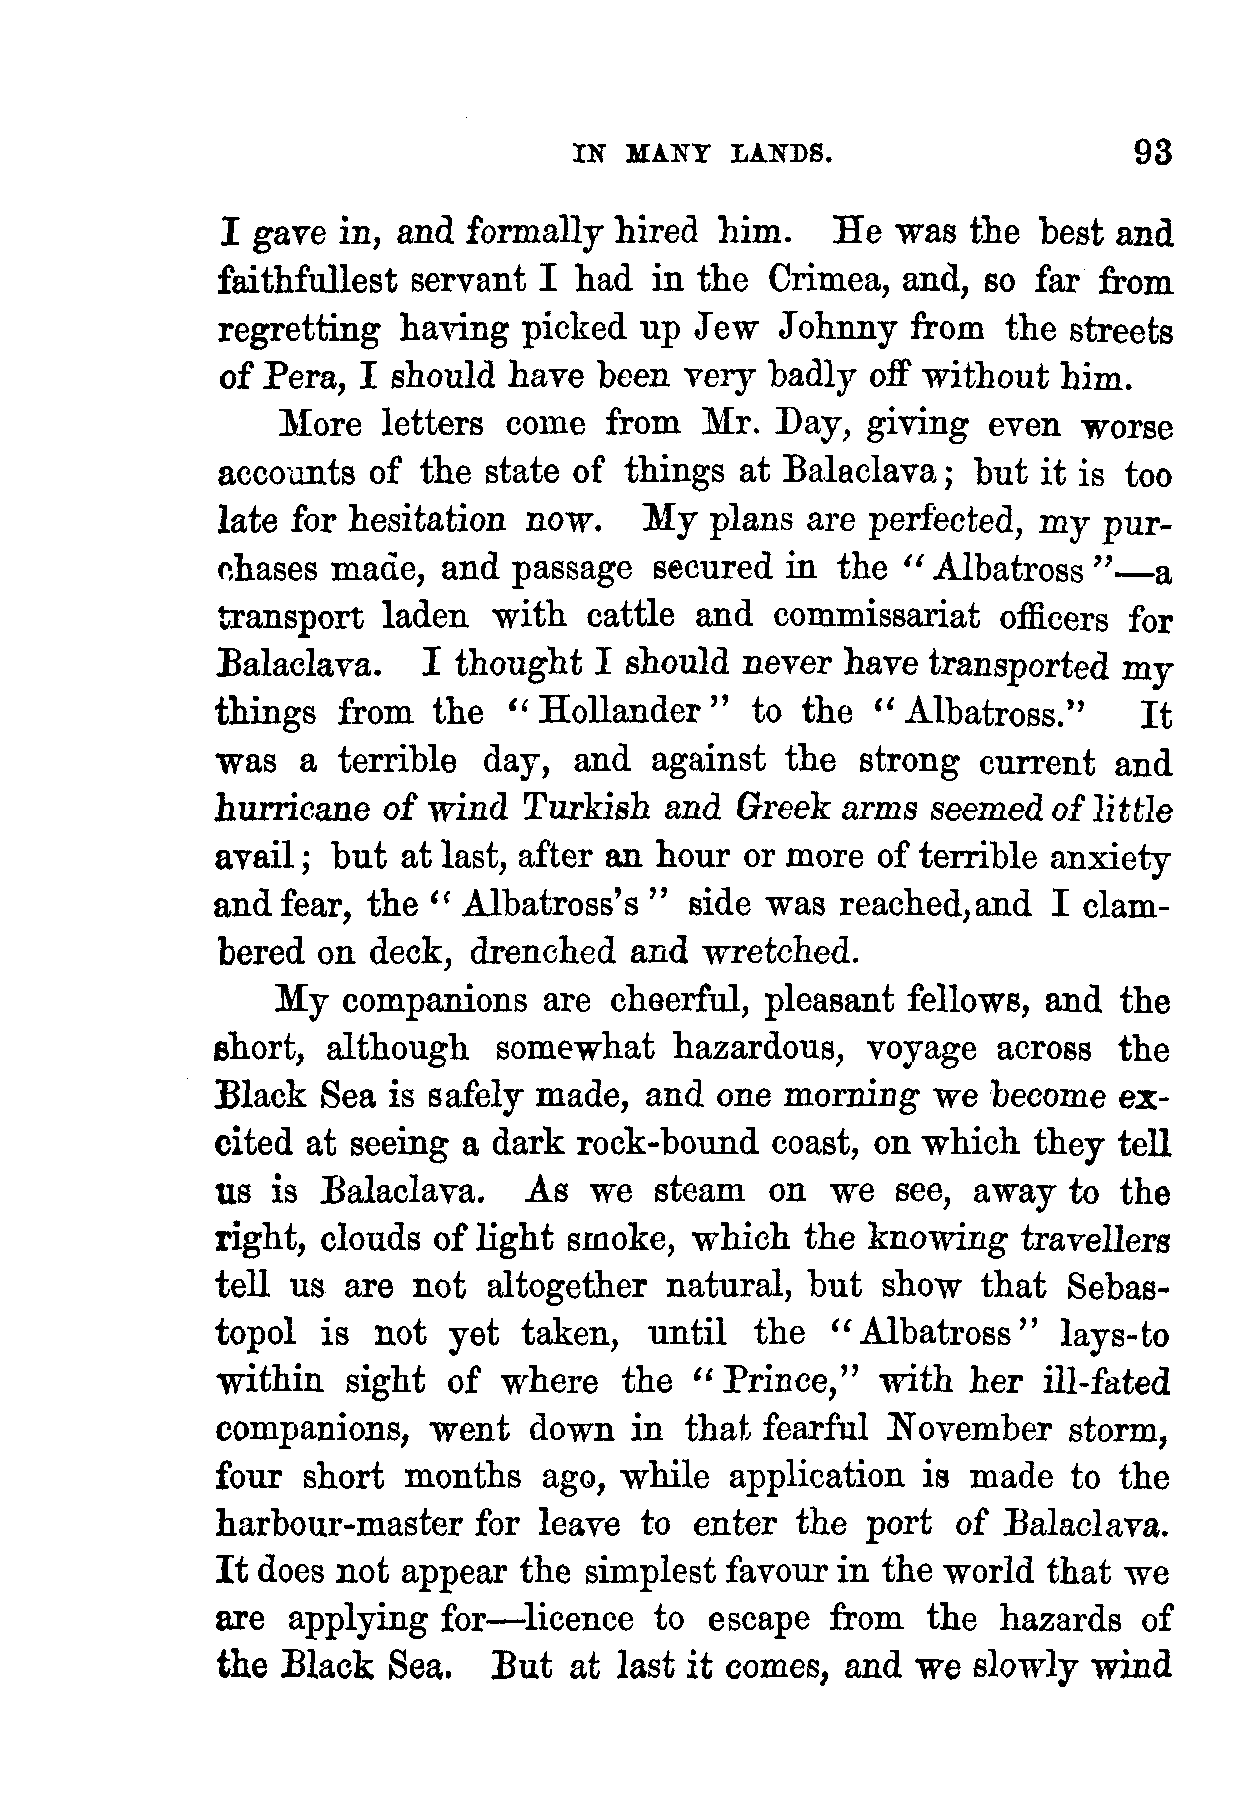 IN MANY LANDS. 93
I gave in, and formally hired him. He was the best and
faithfullest servant I had in the Crimea, and, so far from
regretting having picked up Jew Johnny from the streets
of Pera, I should have been very badly off without him.
More letters come from Mr. Day, giving even worse
accounts of the state of things at Balaclava; but it is too
late for hesitation now. My plans are perfected, my pur-
chases made, and passage secured in the "Albatross"—a
transport laden with cattle and commissariat officers for
Balaclava. I thought I should never have transported my
things from the "Hollander" to the "Albatross." It
was a terrible day, and against the strong current and
hurricane of wind Turkish and Greek arms seemed of little
avail; but at last, after an hour or more of terrible anxiety
and fear, the "Albatross's" side was reached,and I clam-
bered on deck, drenched and wretched.
My companions are cheerful, pleasant fellows, and the
short, although somewhat hazardous, voyage across the
Black Sea is safely made, and one morning we become ex-
cited at seeing a dark rock-bound coast, on which they tell
us is Balaclava. As we steam on we see, away to the
right, clouds of light smoke, which the knowing travellers
tell us are not altogether natural, but show that Sebas-
topol is not yet taken, until the "Albatross" lays-to
within sight of where the "Prince," with her ill-fated
companions, went down in that fearful November storm,
four short months ago, while application is made to the
harbour-master for leave to enter the port of Balaclava.
It does not appear the simplest favour in the world that we
are applying for—licence to escape from the hazards of
the Black Sea. But at last it comes, and we slowly wind